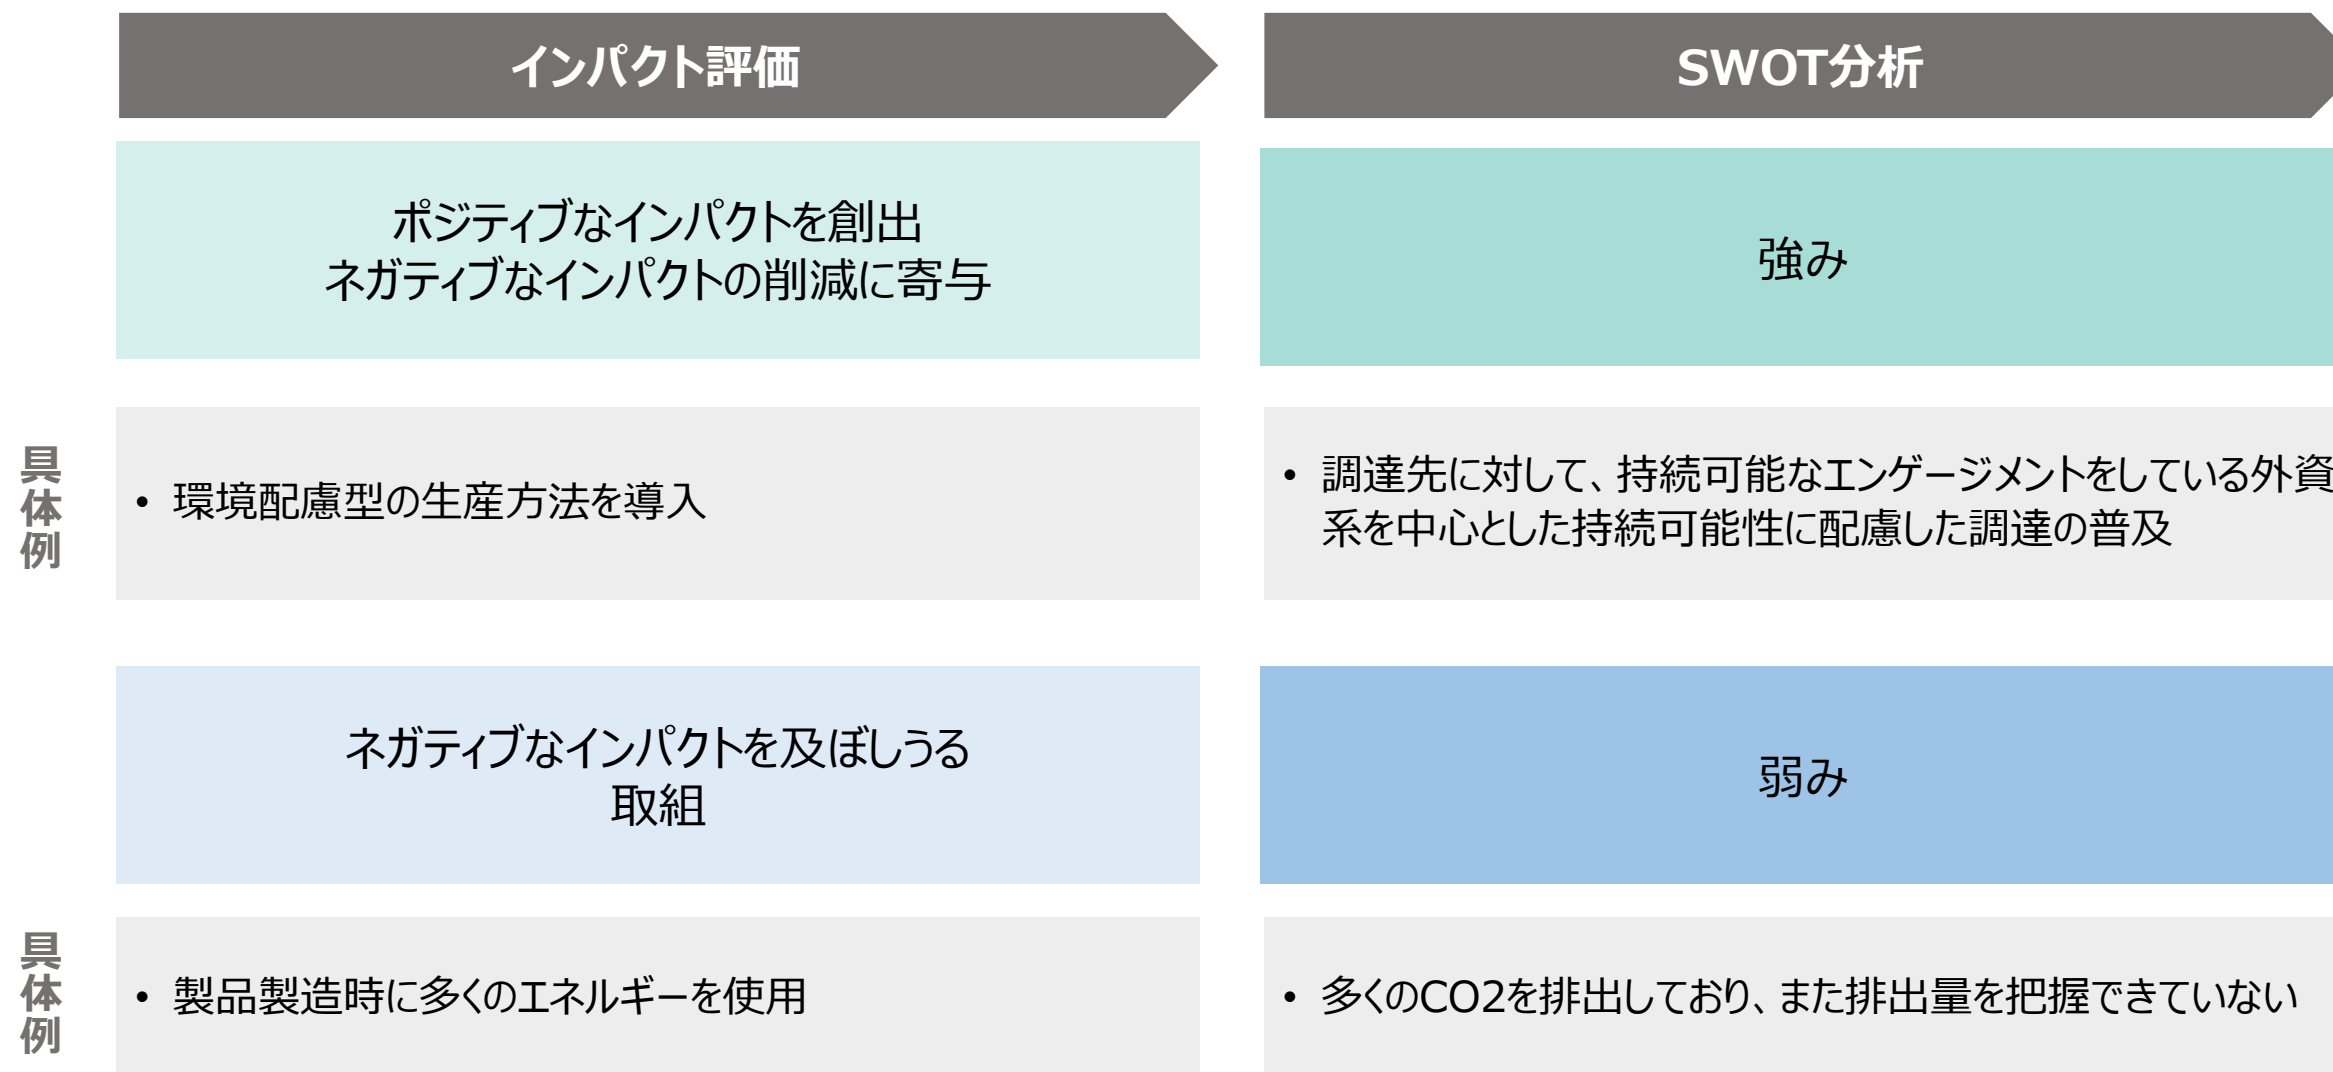 インパクト評価
SWOT分析
ポジティブなインパクトを創出
ネガティブなインパクトの削減に寄与
強み
具体例
• 環境配慮型の生産方法を導入
• 調達先に対して、持続可能なエンゲージメントをしている外資
系を中心とした持続可能性に配慮した調達の普及
ネガティブなインパクトを及ぼしうる
取組
弱み
具体例
• 製品製造時に多くのエネルギーを使用
• 多くのCO2を排出しており、また排出量を把握できていない